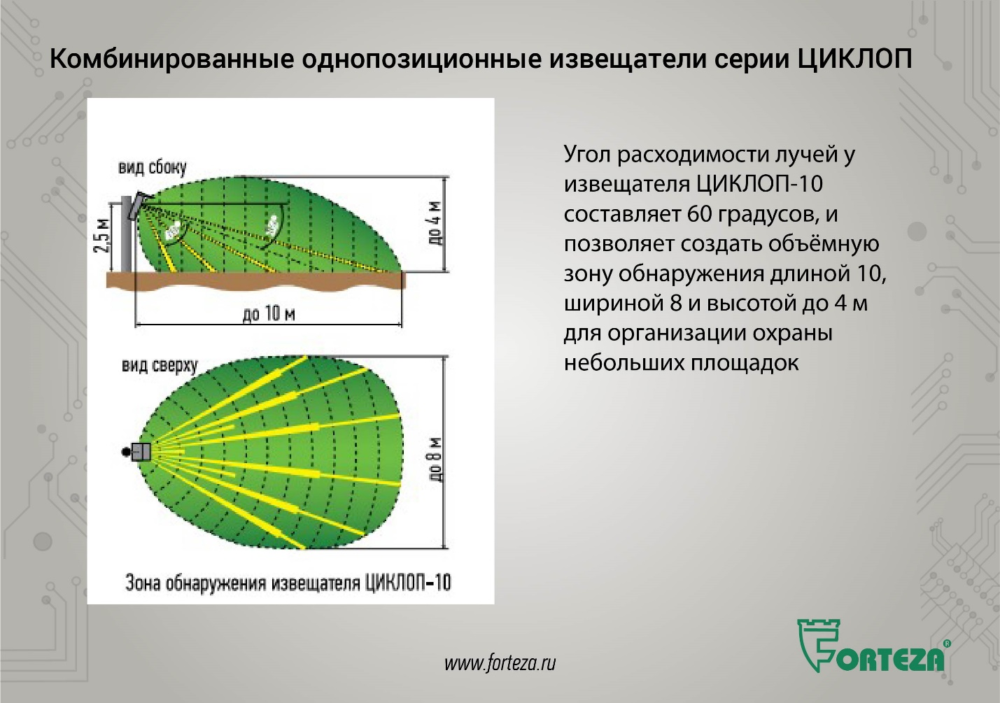 Комбинированные однопозиционные извещатели серии ЦИКЛОП
вид сбоку
2,5 м
до 4 м
до 10 м
вид сверху
до 8 м
Зона обнаружения извещателя ЦИКЛОП-10
Угол расходимости лучей у
извещателя ЦИКЛОП-10
составляет 60 градусов, и
позволяет создать объёмную
зону обнаружения длиной 10,
шириной 8 и высотой до 4 м
для организации охраны
небольших площадок
www.forteza.ru
FORTEZA®